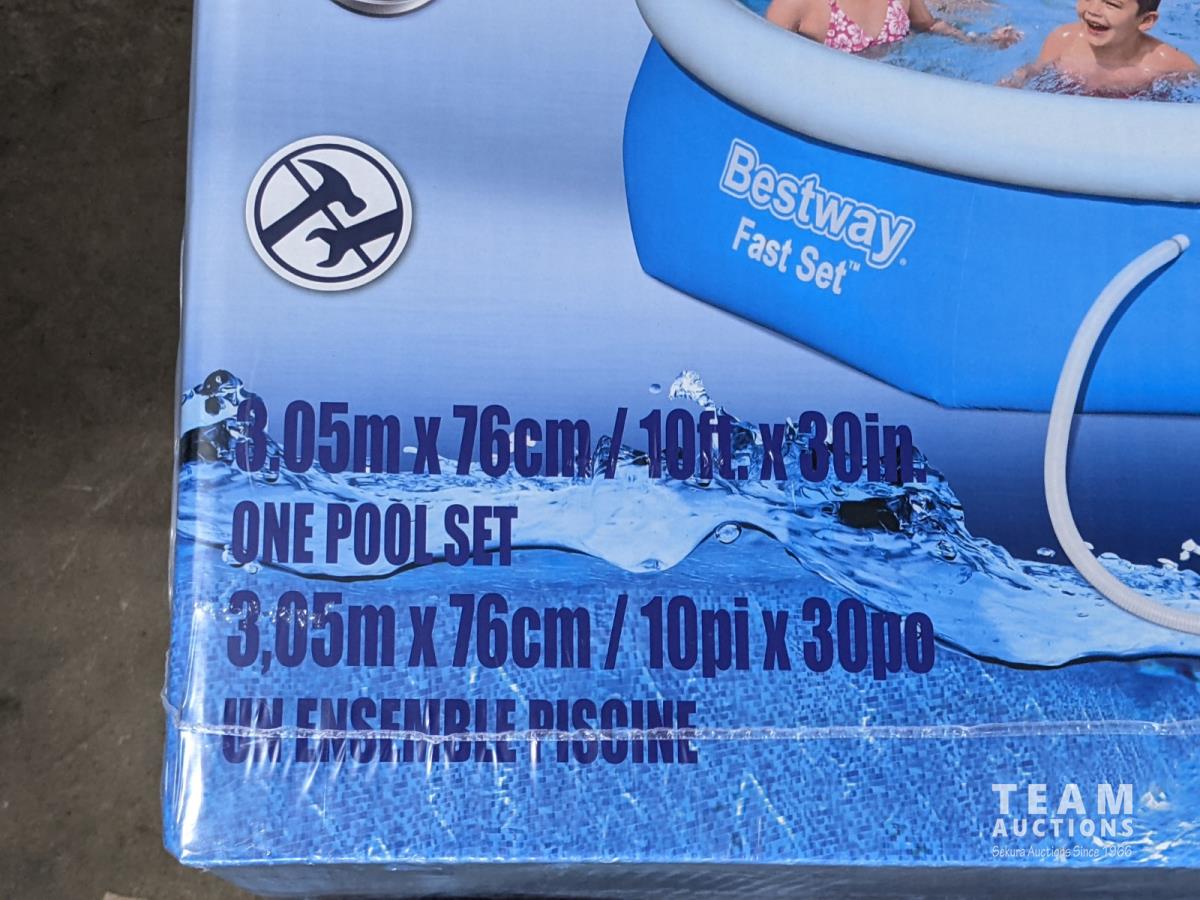 Bestway
Fast Set™
3.05m x 76cm / 10ft. x 30in.
ONE POOL SET
3,05m x 76cm / 10pi x 30po
UN ENSEMBLE PISCINE
TEAM
AUCTIONS
Sekura Auctions Since 1966